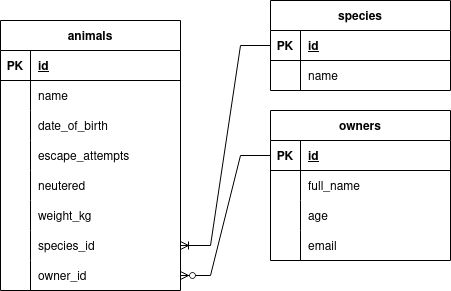 animals
PK id
name
date_of_birth
escape_attempts
neutered
weight_kg
species_id
owner_id
species
PK id
name
owners
PK id
full_name
age
email